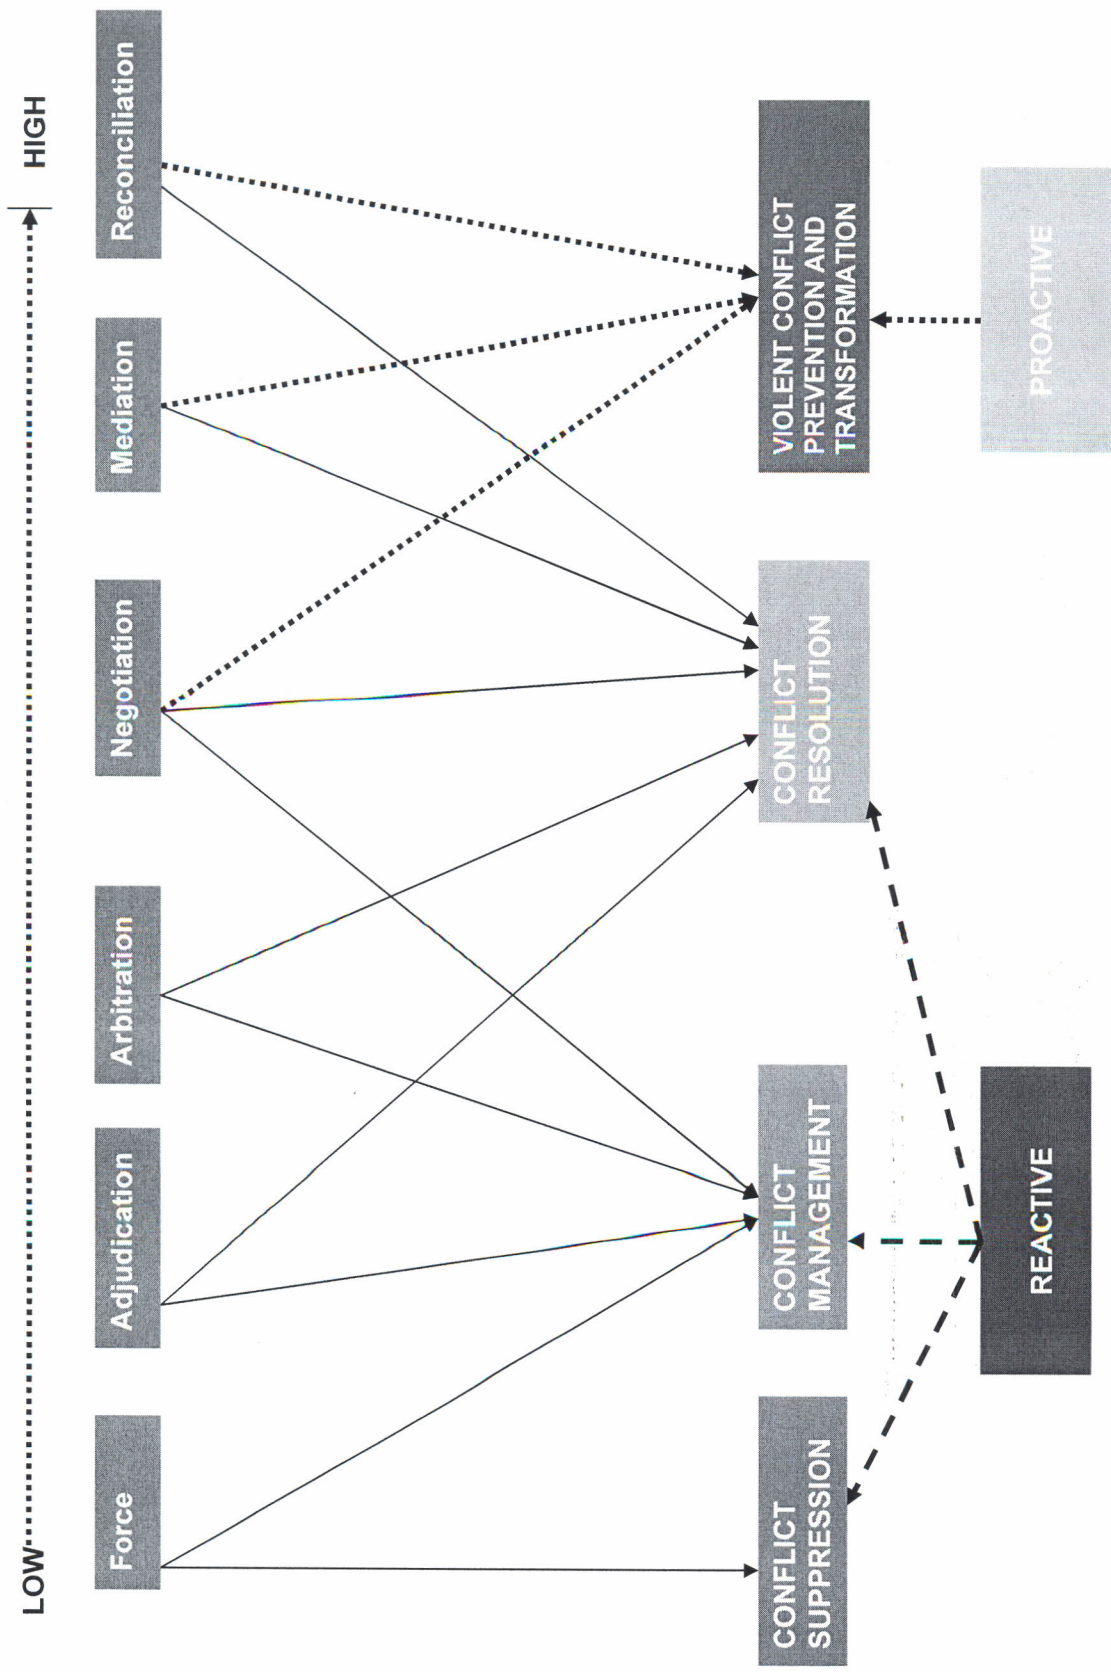 LOW
HIGH
Force
Adjudication
Arbitration
Negotiation
Mediation
Reconciliation
CONFLICT
SUPPRESSION
CONFLICT
MANAGEMENT
CONFLICT
RESOLUTION
VIOLENT CONFLICT
PREVENTION AND
TRANSFORMATION
REACTIVE
PROACTIVE